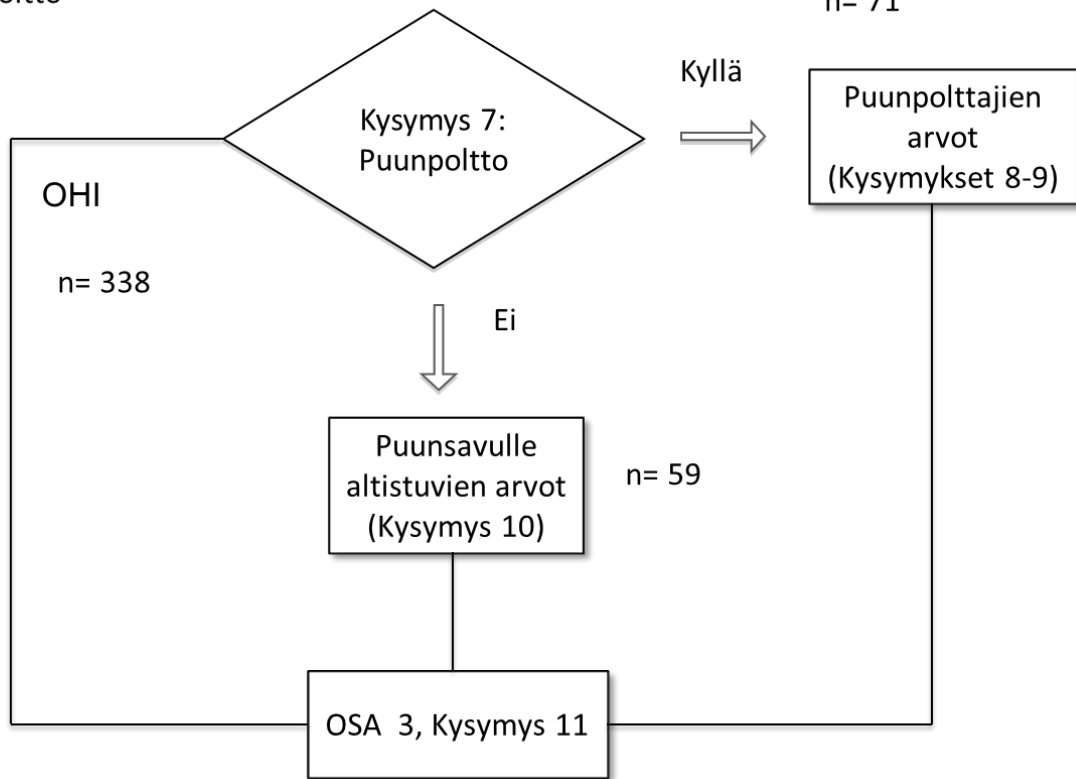 n= 71
Kyllä
Kysymys 7:
Puunpoltto
Puunpolttajien
arvot
(Kysymykset 8-9)
OHI
n= 338
Ei
Puunsavulle
altistuvien arvot
(Kysymys 10)
n= 59
OSA 3, Kysymys 11